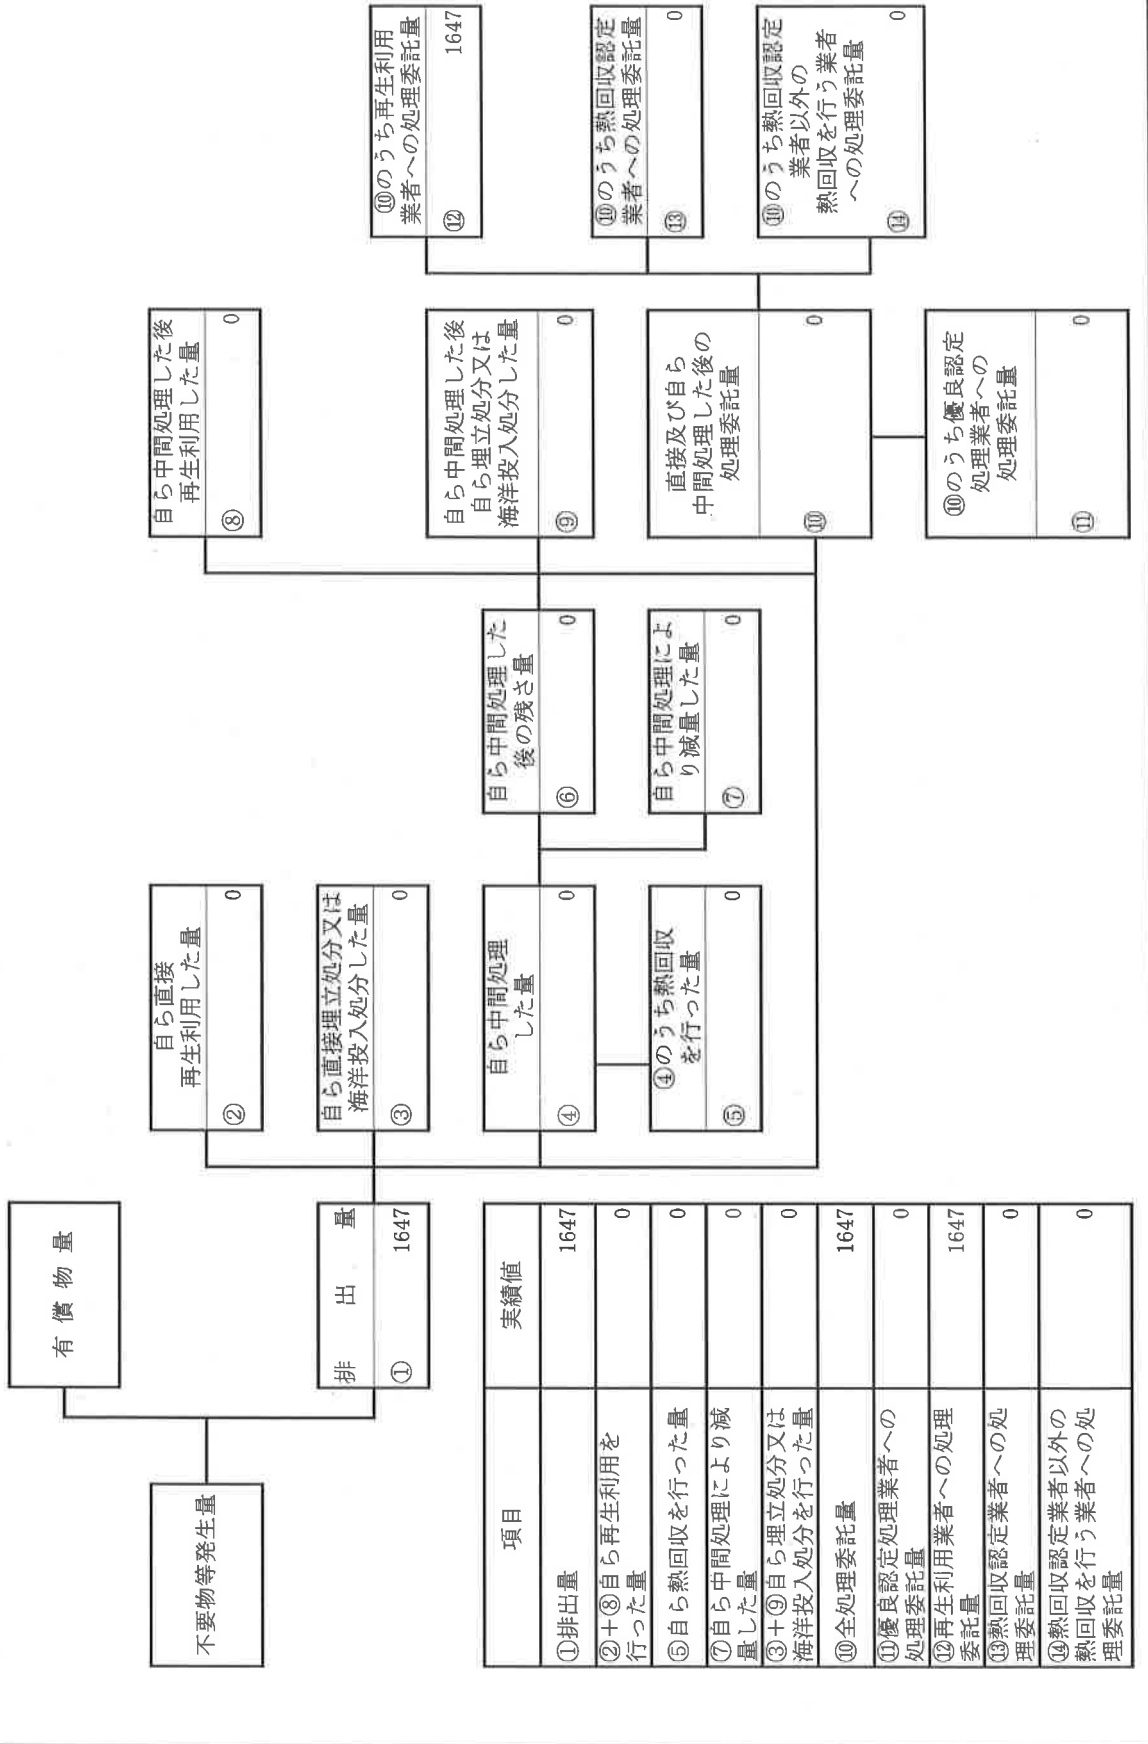 有償物量
不要物等発生量
排出量
① 1647
自ら直接
再生利用した量
② 0
自ら直接埋立処分又は
海洋投入処分した量
③ 0
自ら中間処理
した量
④ 0
④のうち熱回収
を行った量
⑤ 0
自ら中間処理した
後の残さ量
⑥ 0
自ら中間処理によ
り減量した量
⑦ 0
自ら中間処理した後
再生利用した量
⑧ 0
自ら中間処理した後
自ら埋立処分又は
海洋投入処分した量
⑨ 0
直接及び自ら
中間処理した後の
処理委託量
⑩ 0
⑩のうち優良認定
処理業者への
処理委託量
⑪ 0
⑩のうち再生利用
業者への処理委託量
⑫ 1647
⑩のうち熱回収認定
業者への処理委託量
⑬ 0
⑩のうち熱回収認定
業者以外の
熱回収を行う業者
への処理委託量
⑭ 0
項目 実績値
①排出量 1647
②+⑧自ら再生利用を
行った量 0
⑤自ら熱回収を行った量 0
⑦自ら中間処理により減
量した量 0
③+⑨自ら埋立処分又は
海洋投入処分を行った量 0
⑩全処理委託量 1647
⑪優良認定処理業者への
処理委託量 0
⑫再生利用業者への処理
委託量 1647
⑬熱回収認定業者への処
理委託量 0
⑭熱回収認定業者以外の
熱回収を行う業者への処
理委託量 0